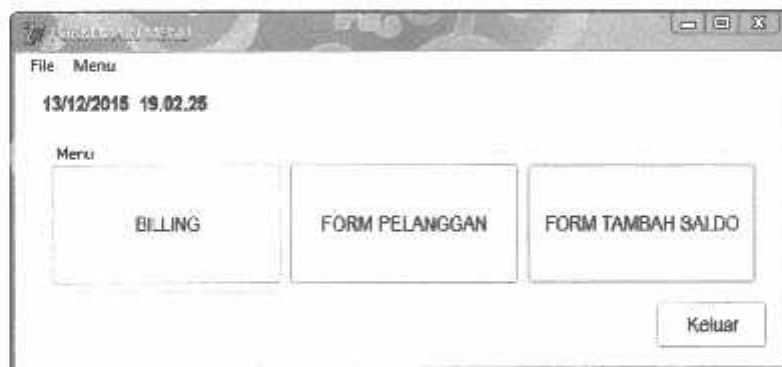 File Menu
13/12/2015 19.02.25
Menu
BILLING
FORM PELANGGAN
FORM TAMBAH SALDO
Keluar